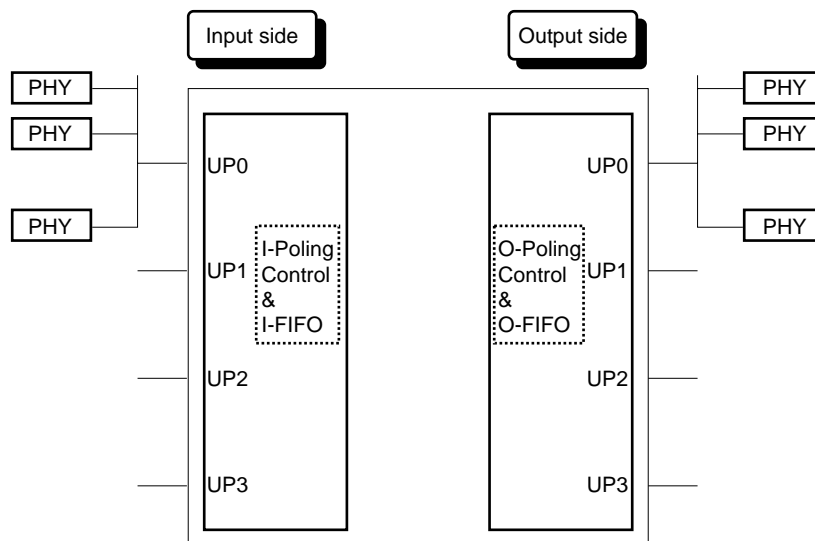 Input side
Output side
PHY
PHY
PHY
PHY
UP0
UP0
PHY
PHY
I-Poling
Control
&
I-FIFO
O-Poling
Control
&
O-FIFO
UP1
UP1
UP2
UP2
UP3
UP3